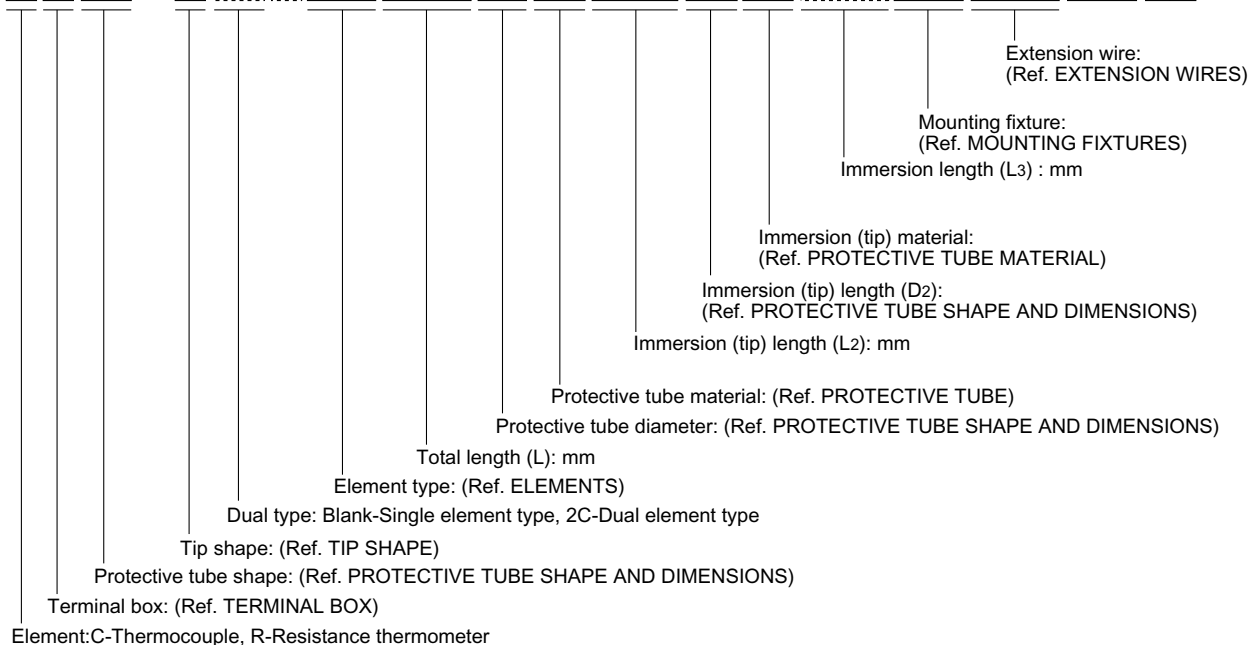 Extension wire:
(Ref. EXTENSION WIRES)
Mounting fixture:
(Ref. MOUNTING FIXTURES)
Immersion length (L3) : mm
Immersion (tip) material:
(Ref. PROTECTIVE TUBE MATERIAL)
Immersion (tip) length (D2):
(Ref. PROTECTIVE TUBE SHAPE AND DIMENSIONS)
Immersion (tip) length (L2): mm
Protective tube material: (Ref. PROTECTIVE TUBE)
Protective tube diameter: (Ref. PROTECTIVE TUBE SHAPE AND DIMENSIONS)
Total length (L): mm
Element type: (Ref. ELEMENTS)
Dual type: Blank-Single element type, 2C-Dual element type
Tip shape: (Ref. TIP SHAPE)
Protective tube shape: (Ref. PROTECTIVE TUBE SHAPE AND DIMENSIONS)
Terminal box: (Ref. TERMINAL BOX)
Element:C-Thermocouple, R-Resistance thermometer